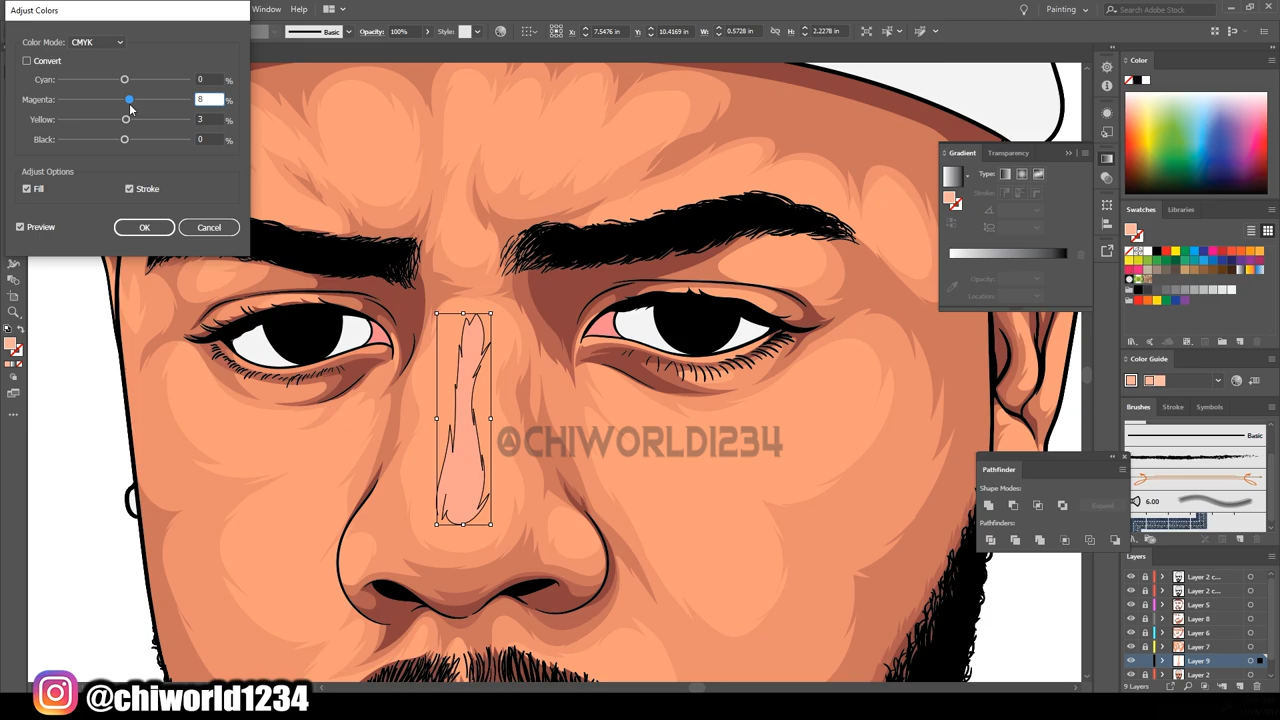 Adjust Colors
Window Help
Painting
Search Adobe Stock
Basic
Opacity: 100%
Style:
X: 7.5476 in
Y: 10.4169 in
W: 0.5728 in
H: 2.2278 in
Color Mode: CMYK
Convert
Cyan: 0 %
Magenta: 8 %
Yellow: 3 %
Black: 0 %
Adjust Options
Fill Stroke
Preview OK Cancel
Color
Gradient Transparency
Type:
Stroke:
Opacity:
Location:
Swatches Libraries
Color Guide
Brushes Stroke Symbols
Basic
6.00
Pathfinder
Shape Modes:
Expand
Pathfinders:
Layers
Layer 2 c...
Layer 2 c...
Layer 5
Layer 8
Layer 6
Layer 7
Layer 9
Layer 2
9 Layers
@CHIWORLD1234
@chiworld1234